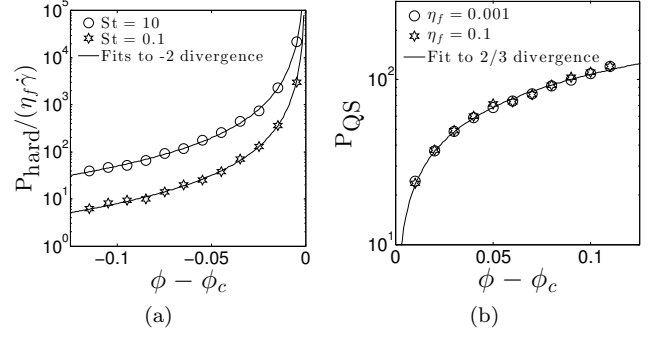 St = 10
St = 0.1
Fits to -2 divergence
P_hard/(η_f γ̇)
10^5
10^4
10^3
10^2
10^1
10^0
−0.1
−0.05
0
ϕ − ϕ_c
(a)
η_f = 0.001
η_f = 0.1
Fit to 2/3 divergence
P_QS
10^2
10^1
0
0.05
0.1
ϕ − ϕ_c
(b)